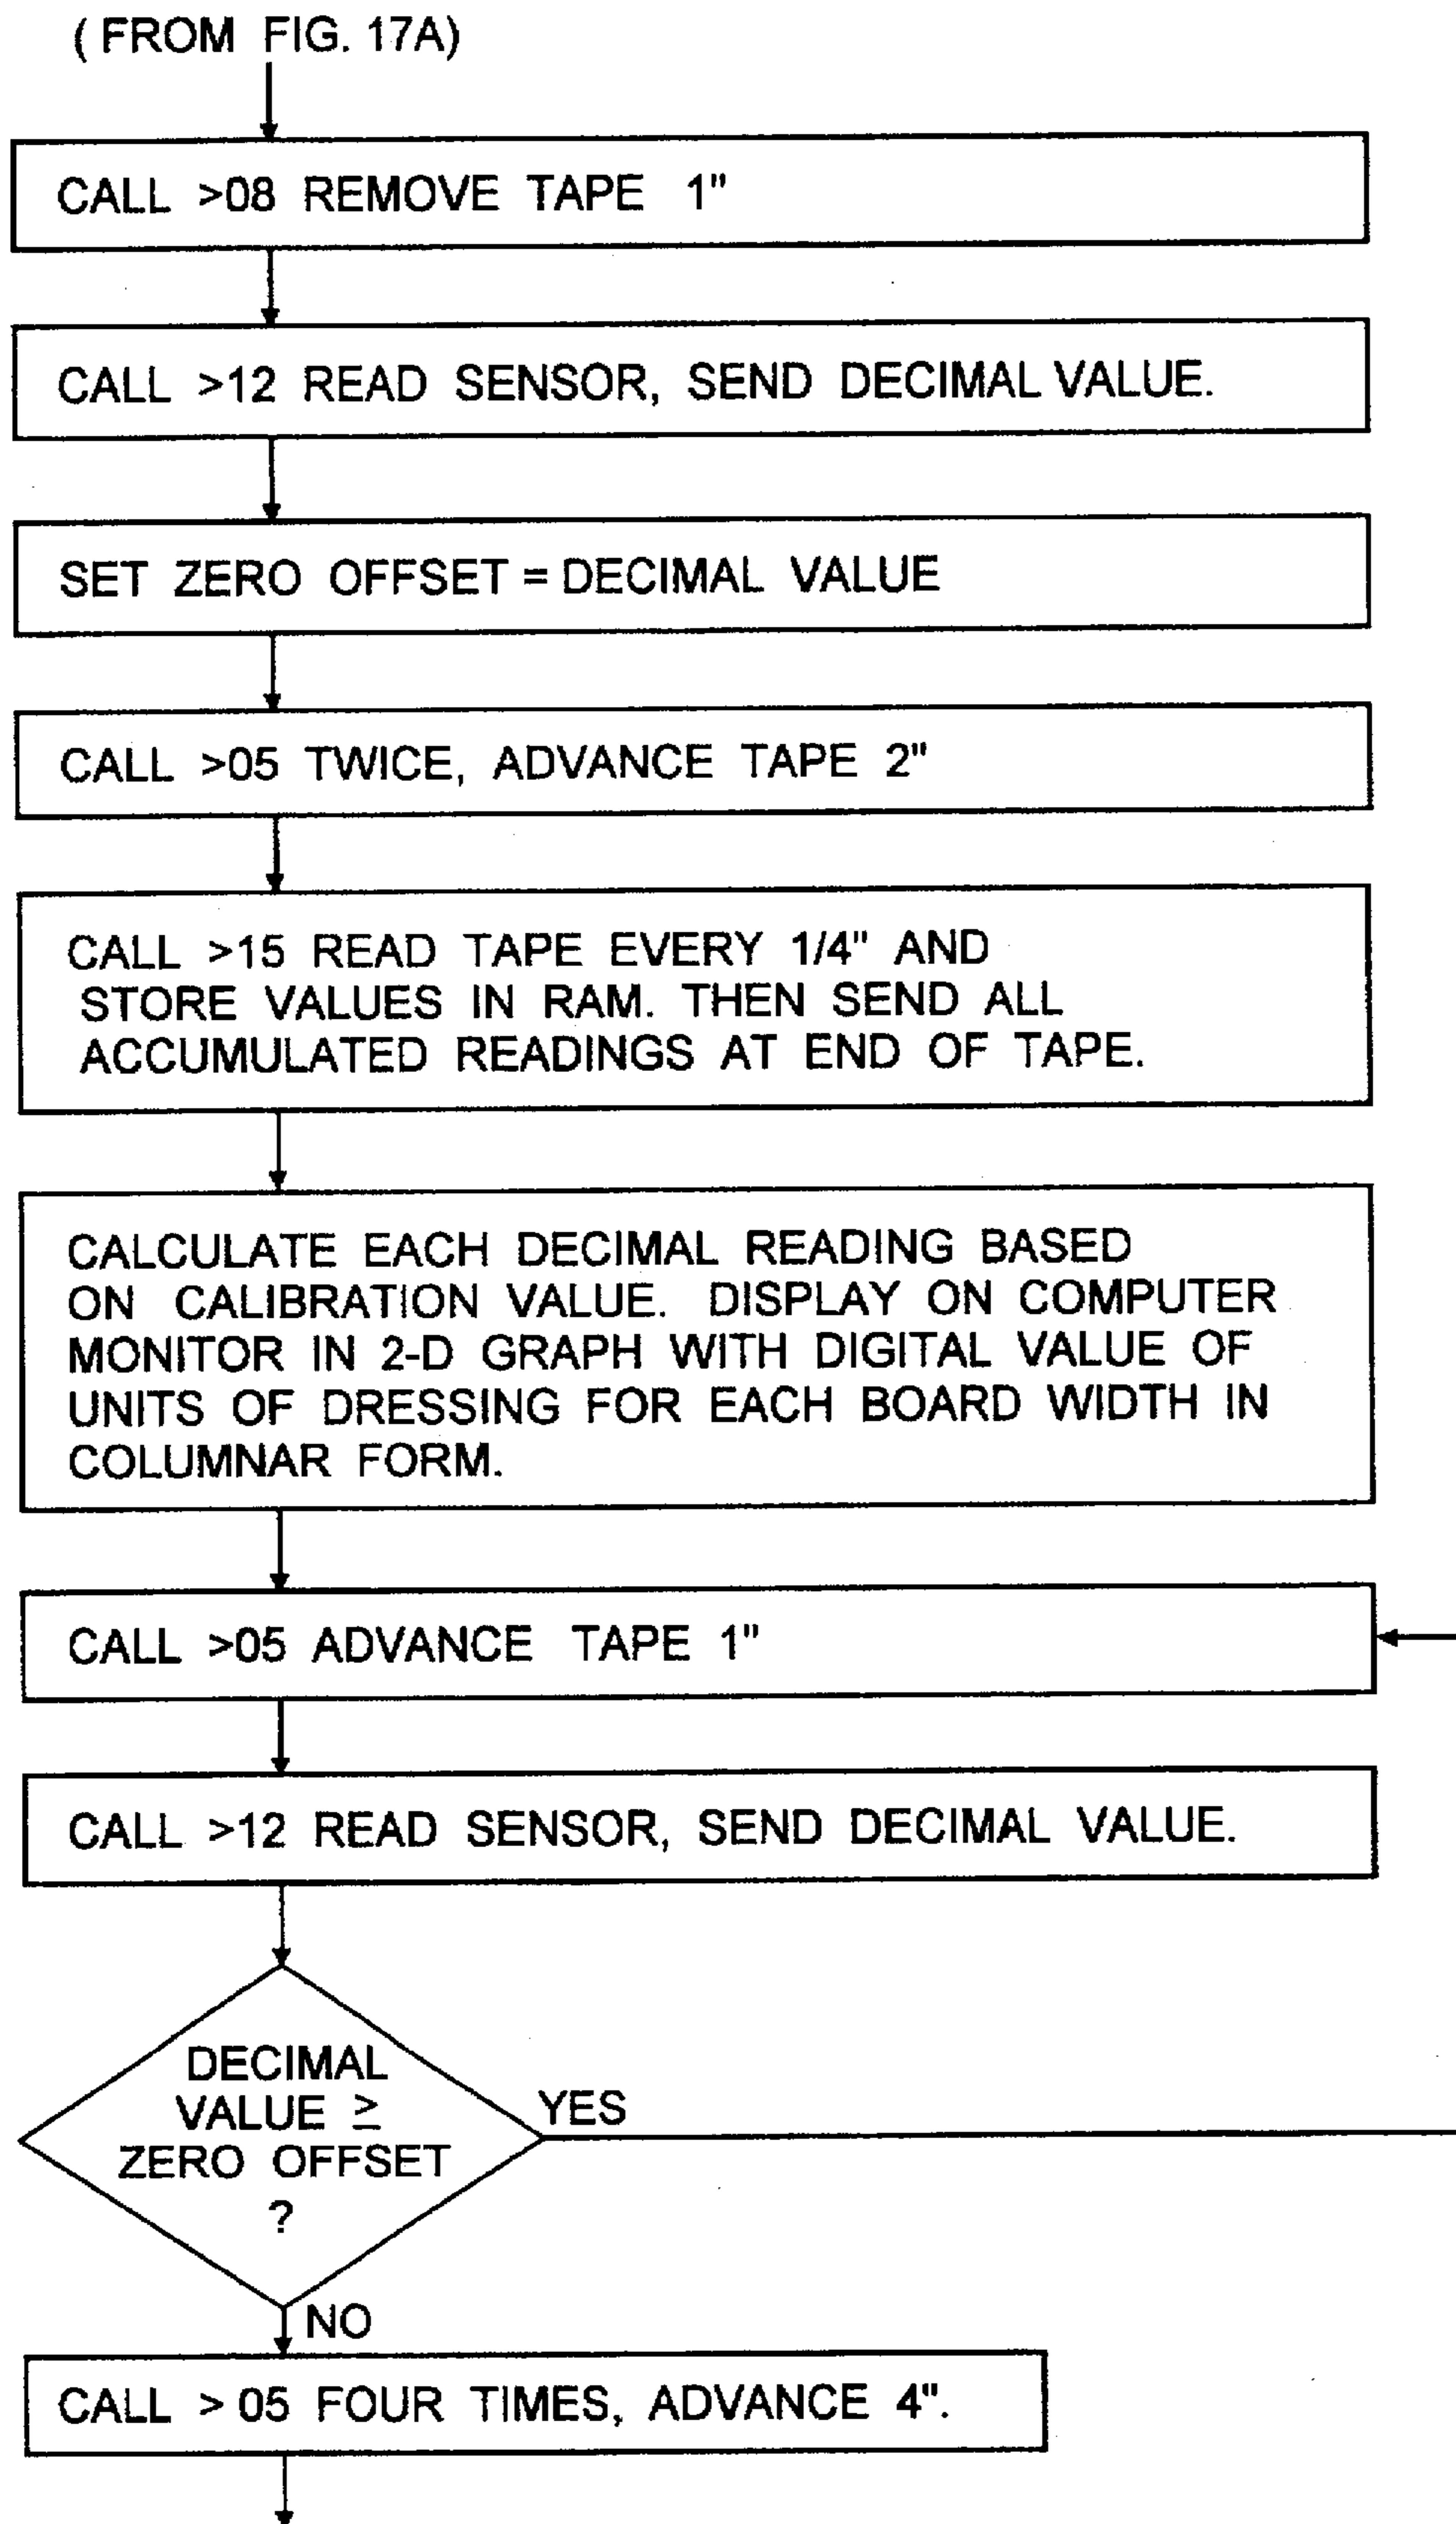 ( FROM FIG. 17A)
CALL >08 REMOVE TAPE 1"
CALL >12 READ SENSOR, SEND DECIMAL VALUE.
SET ZERO OFFSET = DECIMAL VALUE
CALL >05 TWICE, ADVANCE TAPE 2"
CALL >15 READ TAPE EVERY 1/4" AND
STORE VALUES IN RAM. THEN SEND ALL
ACCUMULATED READINGS AT END OF TAPE.
CALCULATE EACH DECIMAL READING BASED
ON CALIBRATION VALUE. DISPLAY ON COMPUTER
MONITOR IN 2-D GRAPH WITH DIGITAL VALUE OF
UNITS OF DRESSING FOR EACH BOARD WIDTH IN
COLUMNAR FORM.
CALL >05 ADVANCE TAPE 1"
CALL >12 READ SENSOR, SEND DECIMAL VALUE.
DECIMAL
VALUE ≥
ZERO OFFSET
?
YES
NO
CALL > 05 FOUR TIMES, ADVANCE 4".